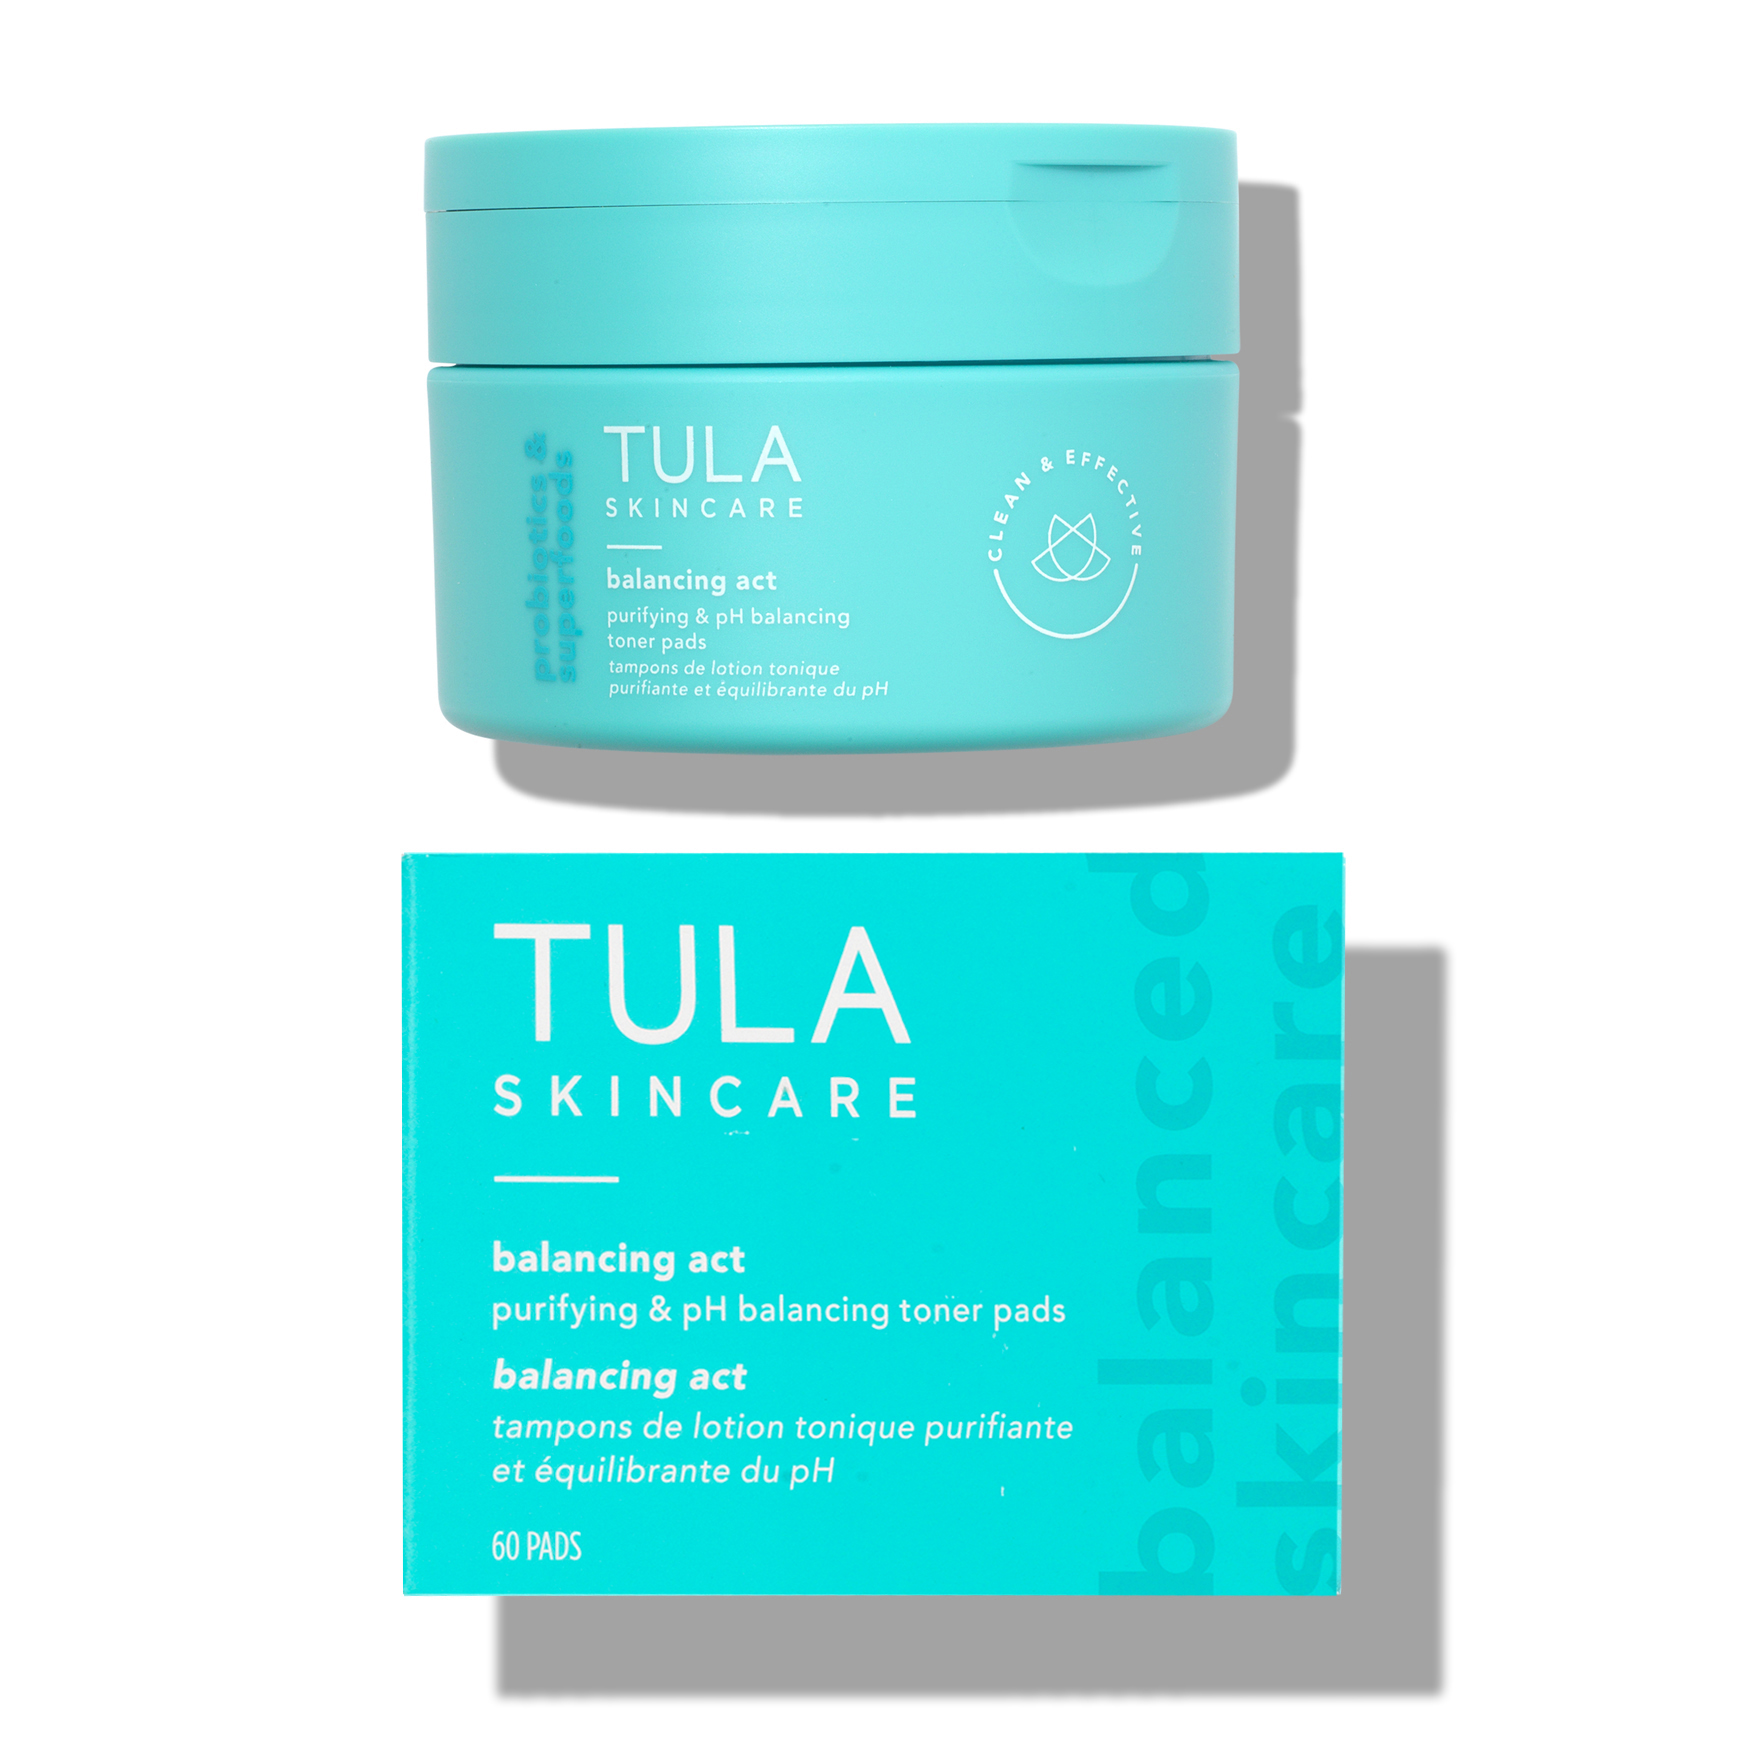 TULA
SKINCARE
probiotics &
superfoods
balancing act
purifying & pH balancing
toner pads
tampons de lotion tonique
purifiante et équilibrante du pH
CLEAN & EFFECTIVE
TULA
SKINCARE
balancing act
purifying & pH balancing toner pads
balancing act
tampons de lotion tonique purifiante
et équilibrante du pH
60 PADS
balanced
skincare